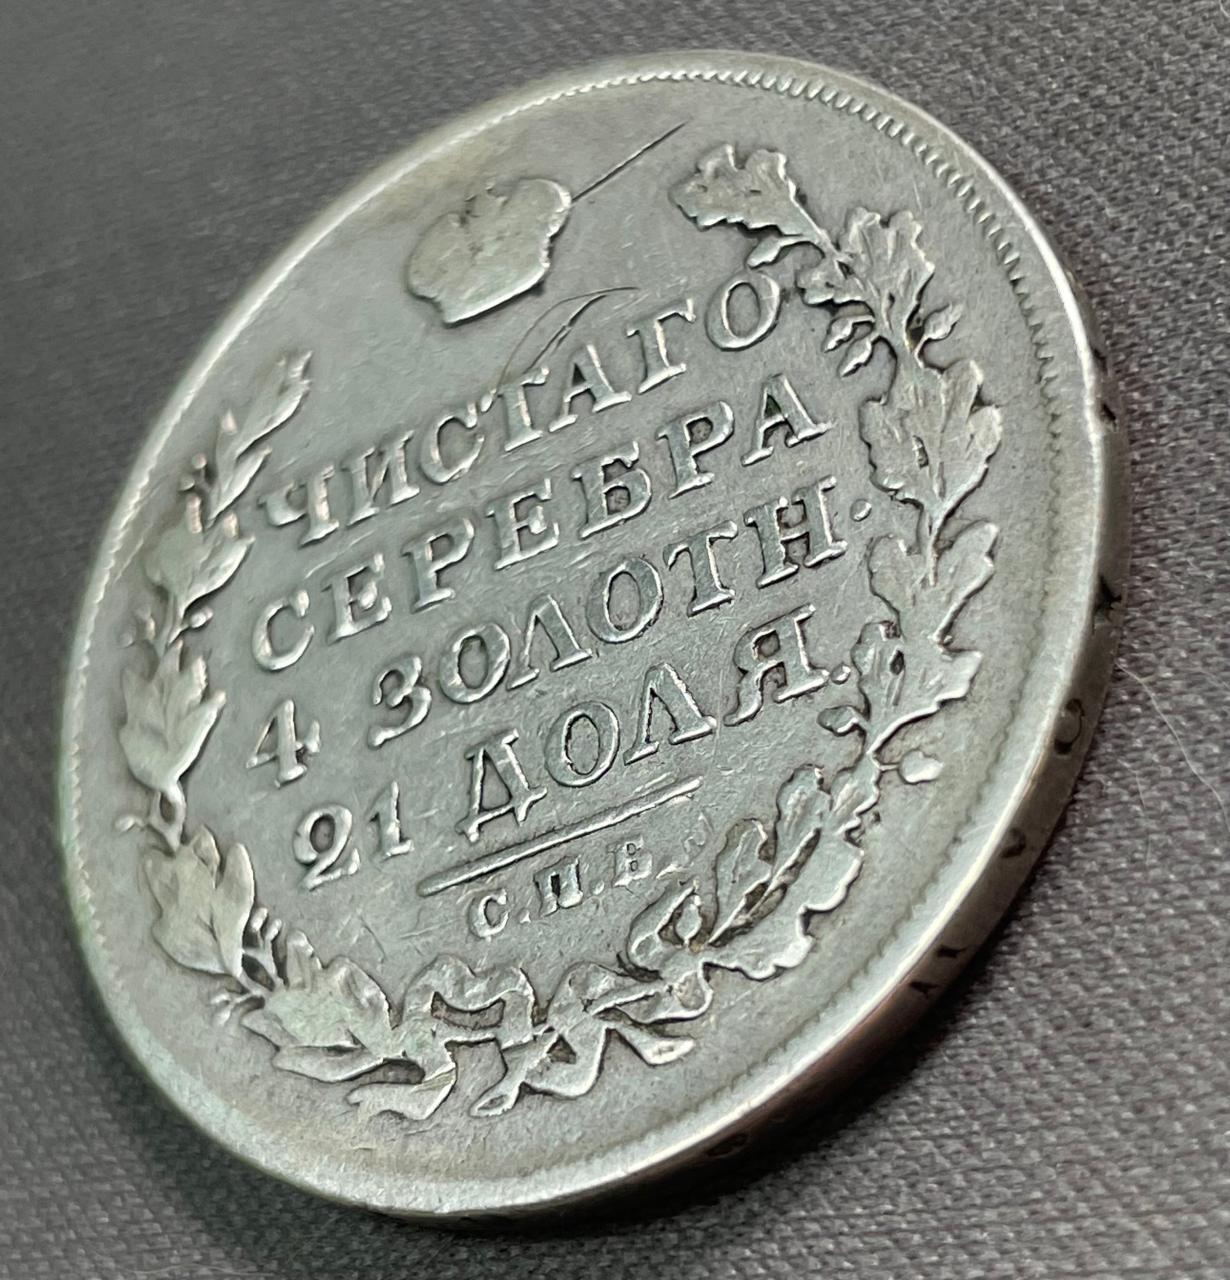 ЧИСТАГО
СЕРЕБРА
4 ЗОЛОТН.
21 ДОЛЯ.
С.П.Б.